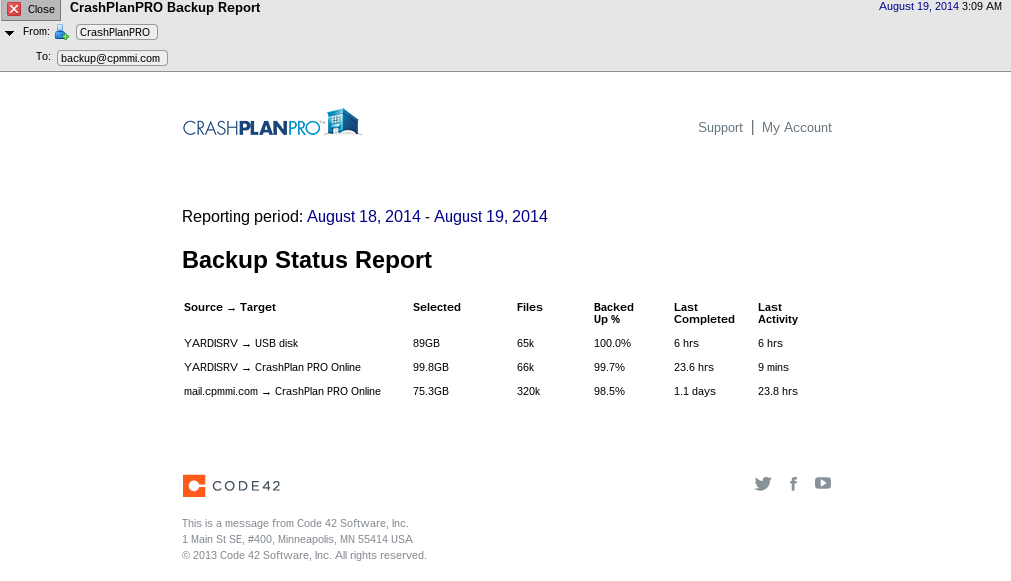 Close CrashPlanPRO Backup Report August 19, 2014 3:09 AM
From: CrashPlanPRO
To: backup@cpmmi.com
CRASHPLANPRO™ Support | My Account
Reporting period: August 18, 2014 - August 19, 2014
Backup Status Report
Source → Target Selected Files Backed Up % Last Completed Last Activity
YARDISRV → USB disk 89GB 65k 100.0% 6 hrs 6 hrs
YARDISRV → CrashPlan PRO Online 99.8GB 66k 99.7% 23.6 hrs 9 mins
mail.cpmmi.com → CrashPlan PRO Online 75.3GB 320k 98.5% 1.1 days 23.8 hrs
CODE42
This is a message from Code 42 Software, Inc.
1 Main St SE, #400, Minneapolis, MN 55414 USA
© 2013 Code 42 Software, Inc. All rights reserved.